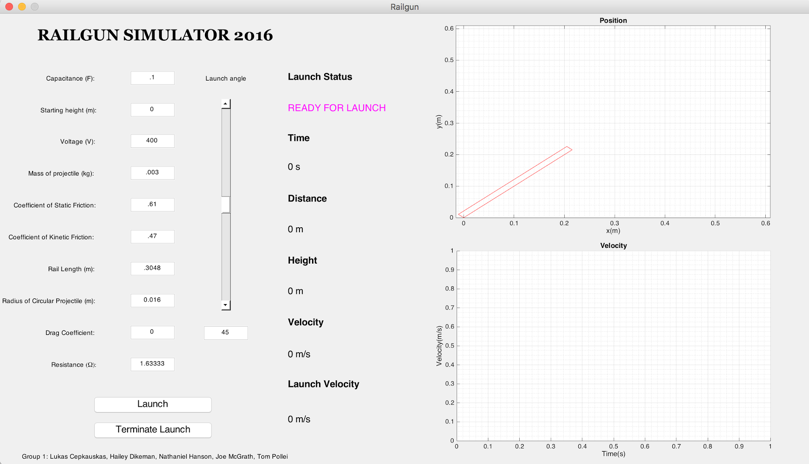 Railgun
RAILGUN SIMULATOR 2016
Capacitance (F):
.1
Starting height (m):
0
Voltage (V):
400
Mass of projectile (kg):
.003
Coefficient of Static Friction:
.61
Coefficient of Kinetic Friction:
.47
Rail Length (m):
.3048
Radius of Circular Projectile (m):
0.016
Drag Coefficient:
0
Resistance (Ω):
1.63333
Launch angle
45
Launch
Terminate Launch
Group 1: Lukas Cepkauskas, Hailey Dikeman, Nathaniel Hanson, Joe McGrath, Tom Pollei
Launch Status
READY FOR LAUNCH
Time
0 s
Distance
0 m
Height
0 m
Velocity
0 m/s
Launch Velocity
0 m/s
Position
y(m)
0.6
0.5
0.4
0.3
0.2
0.1
0
0 0.1 0.2 0.3 0.4 0.5 0.6
x(m)
Velocity
Velocity(m/s)
1
0.9
0.8
0.7
0.6
0.5
0.4
0.3
0.2
0.1
0
0 0.1 0.2 0.3 0.4 0.5 0.6 0.7 0.8 0.9 1
Time(s)